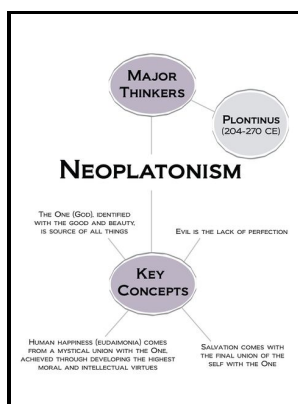 MAJOR
THINKERS
PLONTINUS
(204-270 CE)
NEOPLATONISM
THE ONE (GOD), IDENTIFIED
WITH THE GOOD AND BEAUTY,
IS SOURCE OF ALL THINGS
EVIL IS THE LACK OF PERFECTION
KEY
CONCEPTS
HUMAN HAPPINESS (EUDAIMONIA) COMES
FROM A MYSTICAL UNION WITH THE ONE,
ACHIEVED THROUGH DEVELOPING THE HIGHEST
MORAL AND INTELLECTUAL VIRTUES
SALVATION COMES WITH
THE FINAL UNION OF THE
SELF WITH THE ONE